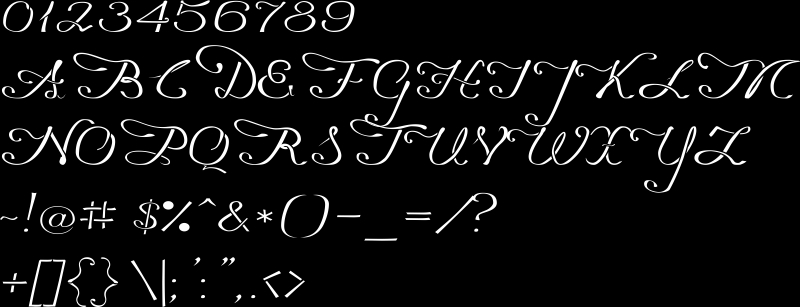 0123456789
ABCDEFGHIJKLM
NOPQRSTUVWXYZ
~!@# $%^&*()-_=/?
÷[]{}\|;':",.<>